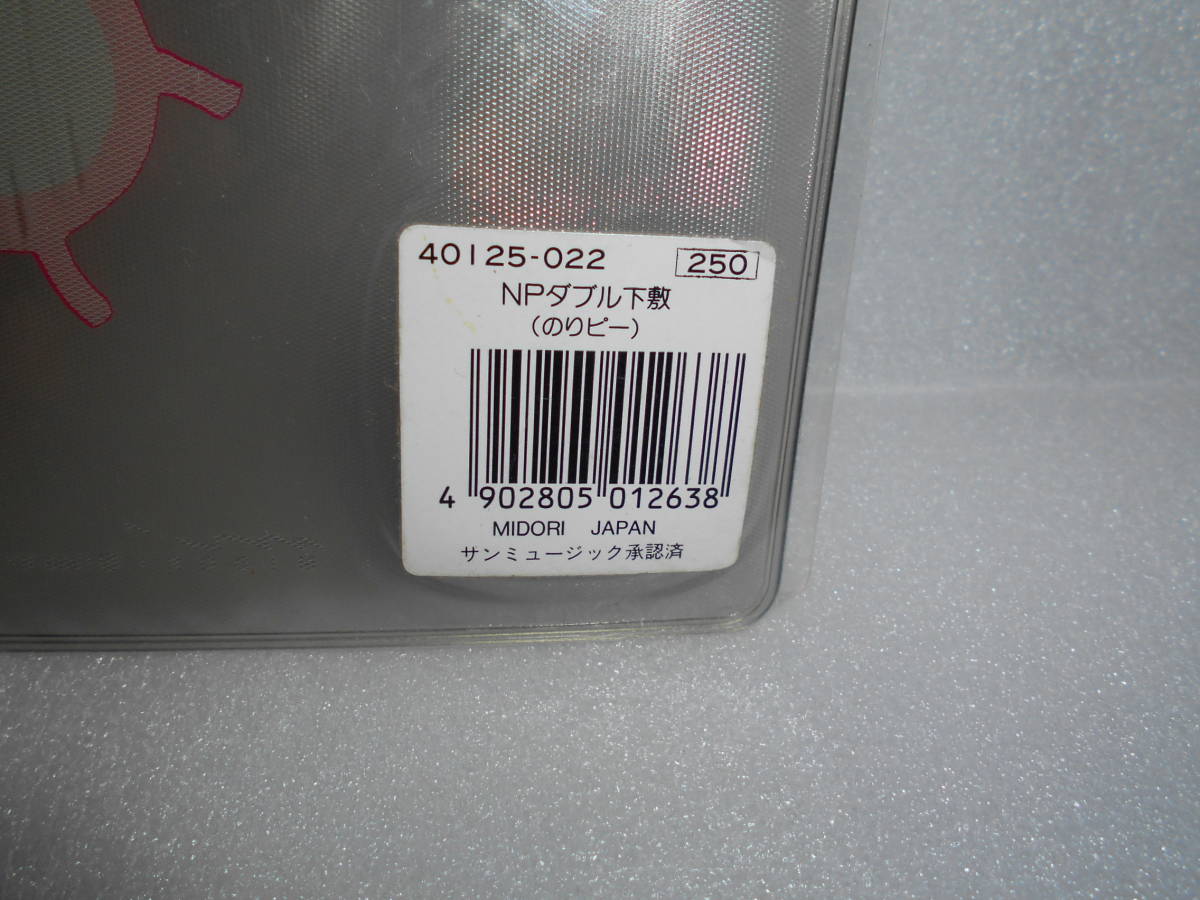 40125-022 250
NPダブル下敷
(のりピー)
4 902805 012638
MIDORI JAPAN
サンミュージック承認済